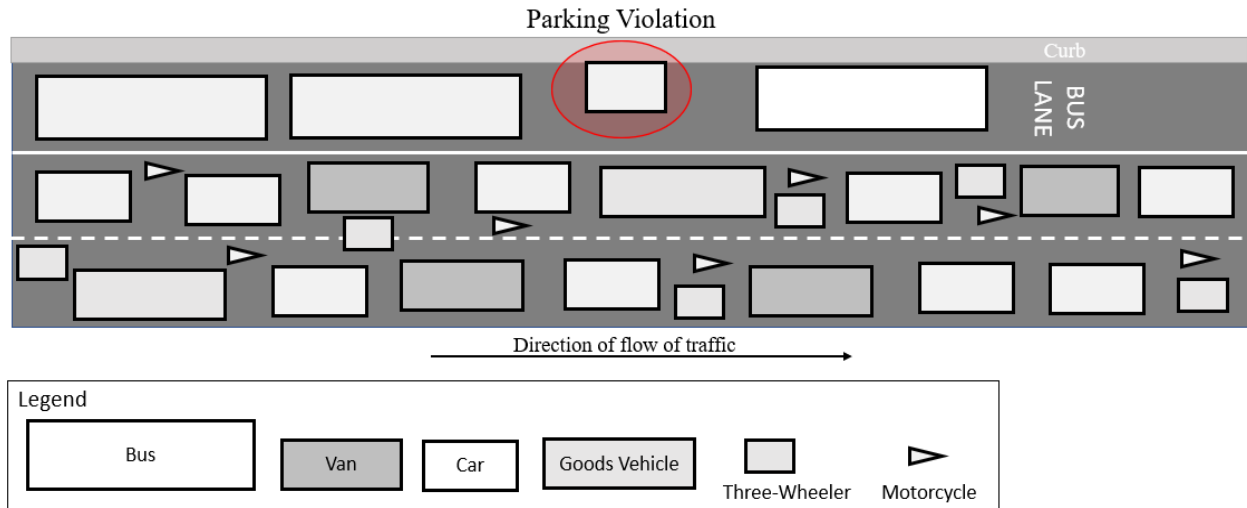 Parking Violation
Curb
BUS
LANE
Direction of flow of traffic
Legend
Bus
Van
Car
Goods Vehicle
Three-Wheeler
Motorcycle